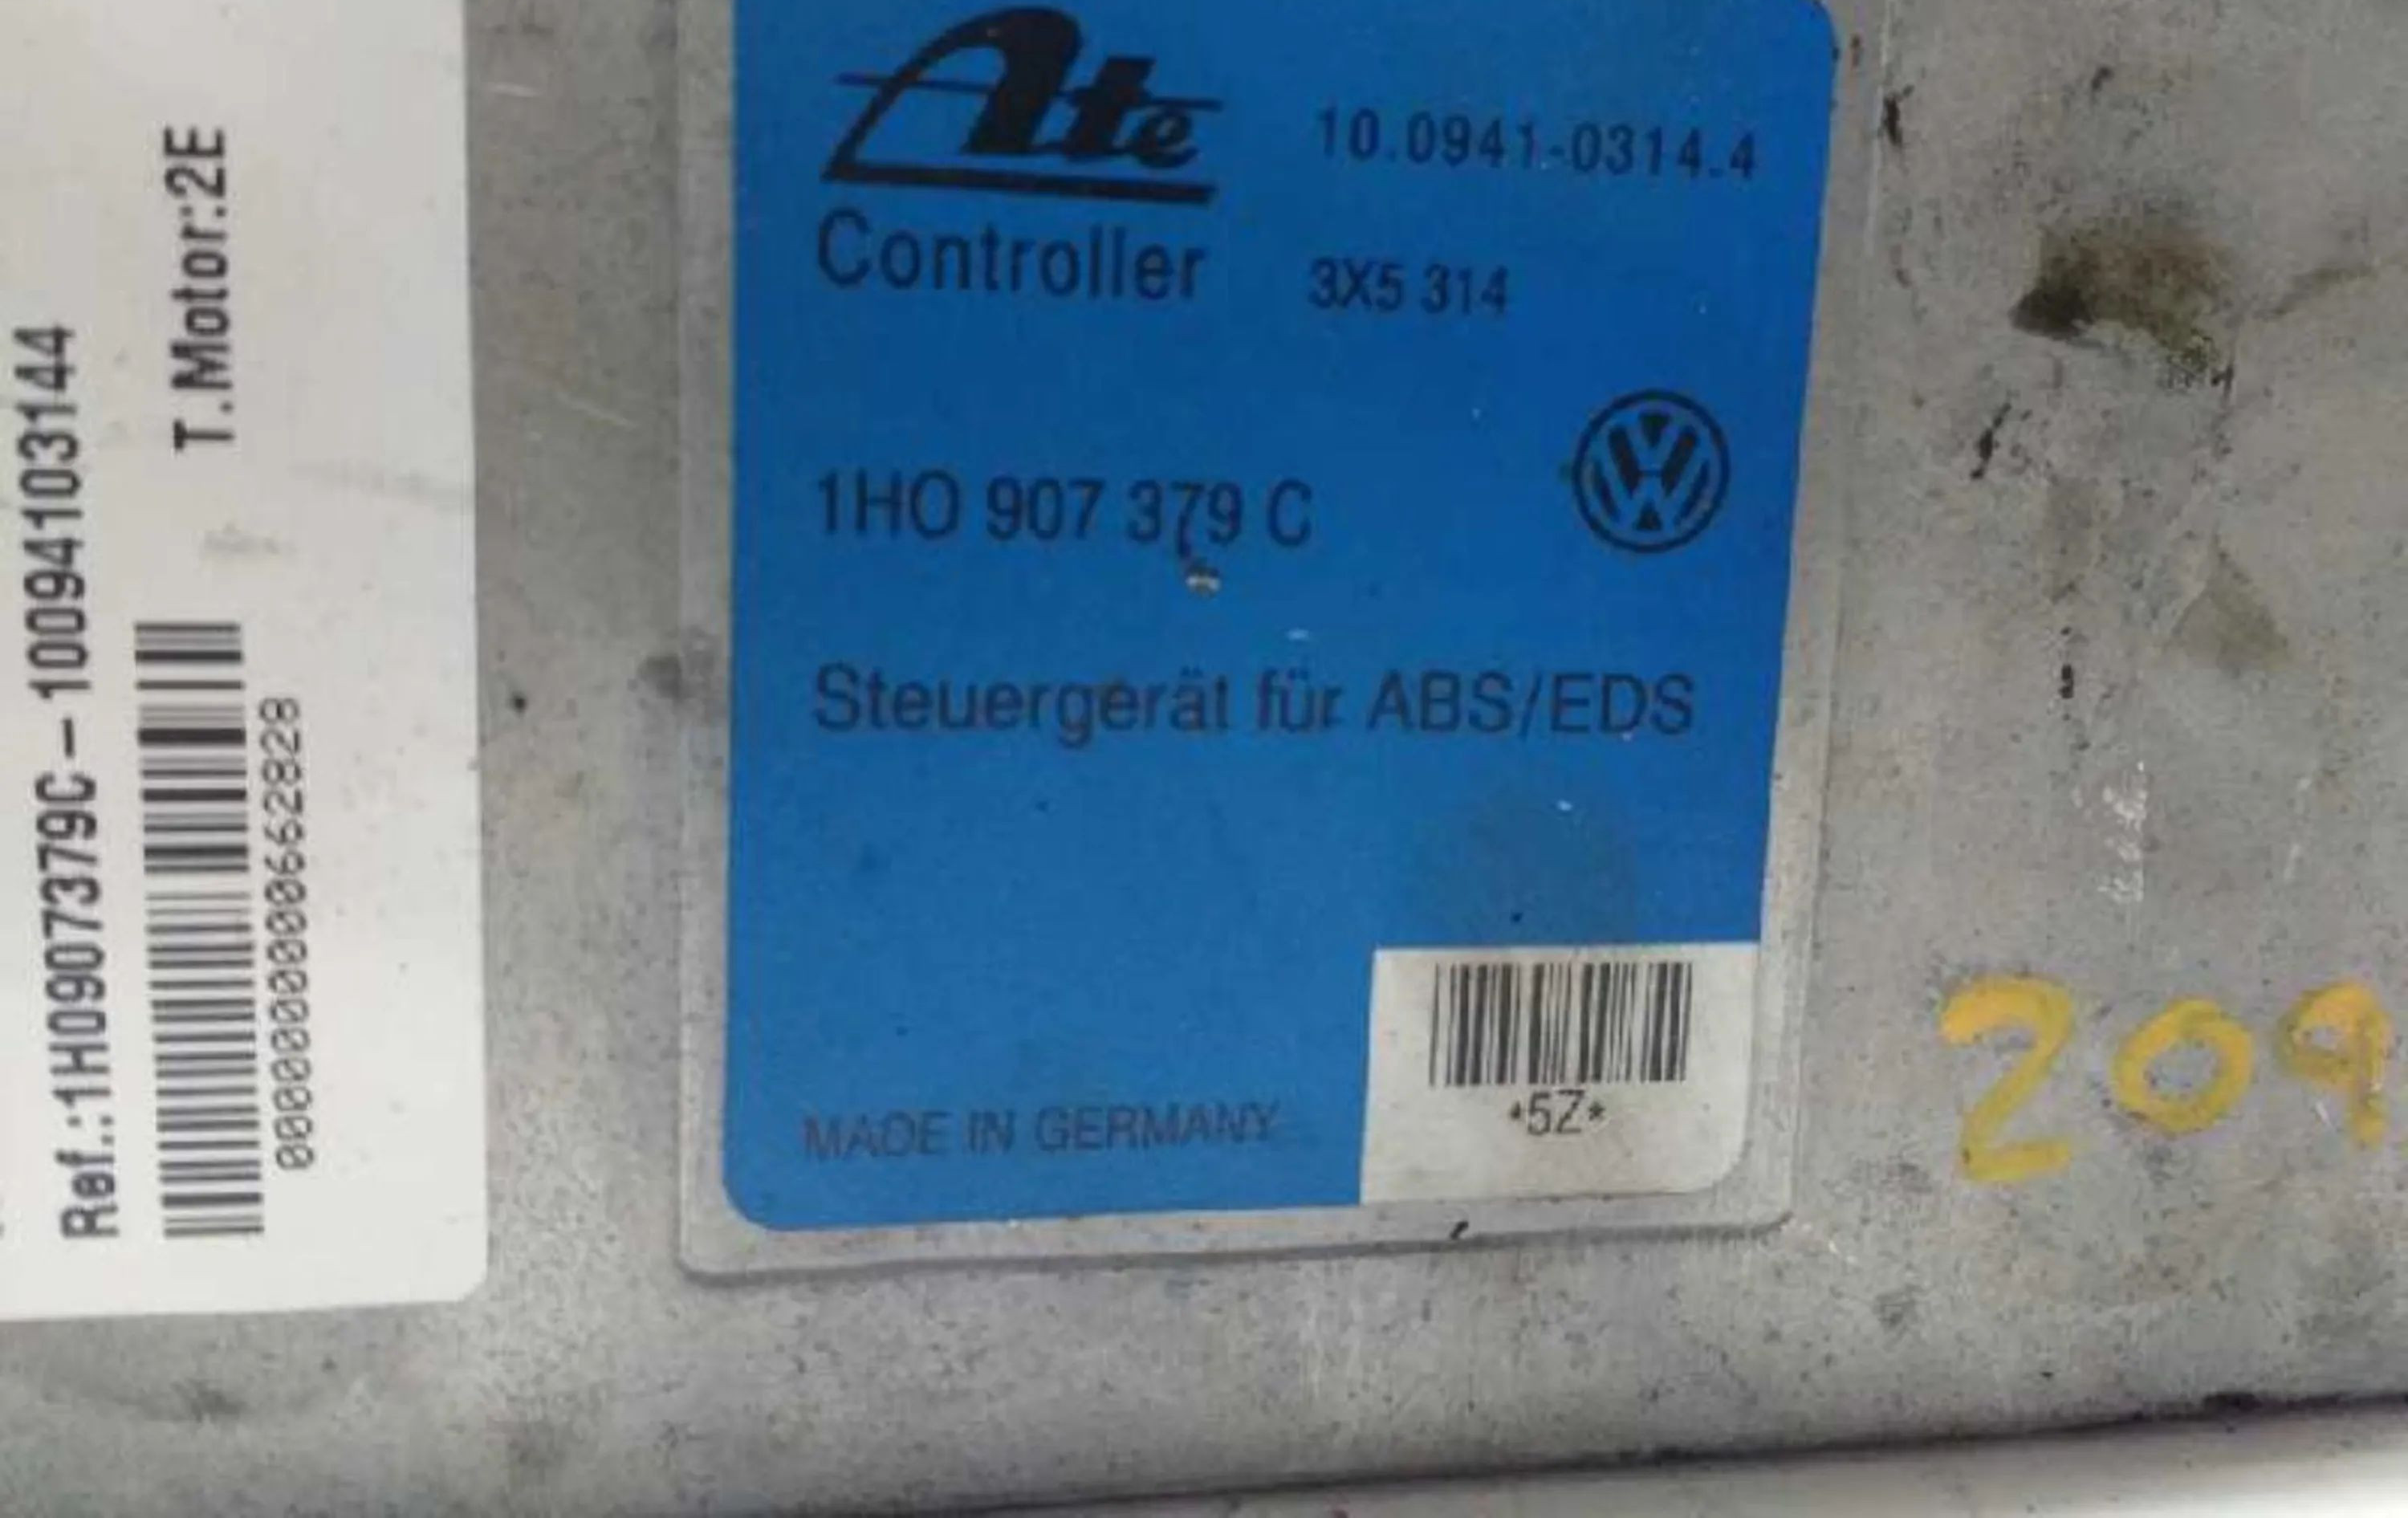 Ref.:1H0907379C-10094103144
T.Motor:2E
000000000662828
Ate
10.0941-0314.4
Controller
3X5 314
1HO 907 379 C
Steuergerät für ABS/EDS
MADE IN GERMANY
*5Z*
209